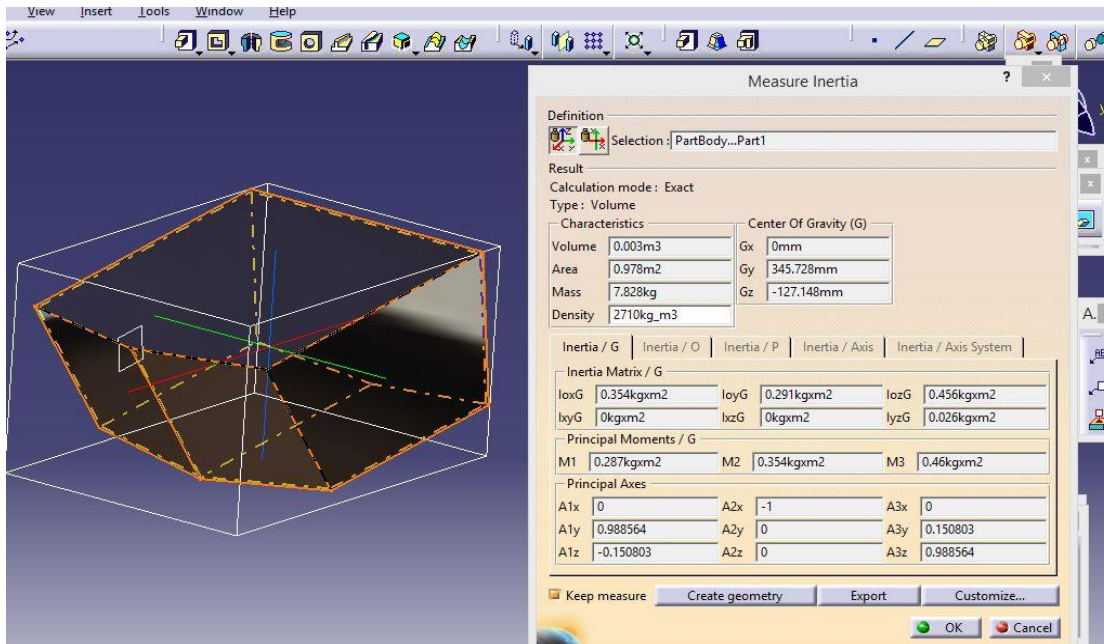 View Insert Tools Window Help
Measure Inertia ? x
Definition
Selection : PartBody...Part1
Result
Calculation mode : Exact
Type : Volume
Characteristics Center Of Gravity (G)
Volume 0.003m3 Gx 0mm
Area 0.978m2 Gy 345.728mm
Mass 7.828kg Gz -127.148mm
Density 2710kg_m3
A.
Inertia / G Inertia / O Inertia / P Inertia / Axis Inertia / Axis System
Inertia Matrix / G
IoxG 0.354kgxm2 IoyG 0.291kgxm2 IozG 0.456kgxm2
IxyG 0kgxm2 IxzG 0kgxm2 IyzG 0.026kgxm2
Principal Moments / G
M1 0.287kgxm2 M2 0.354kgxm2 M3 0.46kgxm2
Principal Axes
A1x 0 A2x -1 A3x 0
A1y 0.988564 A2y 0 A3y 0.150803
A1z -0.150803 A2z 0 A3z 0.988564
Keep measure Create geometry Export Customize...
OK Cancel